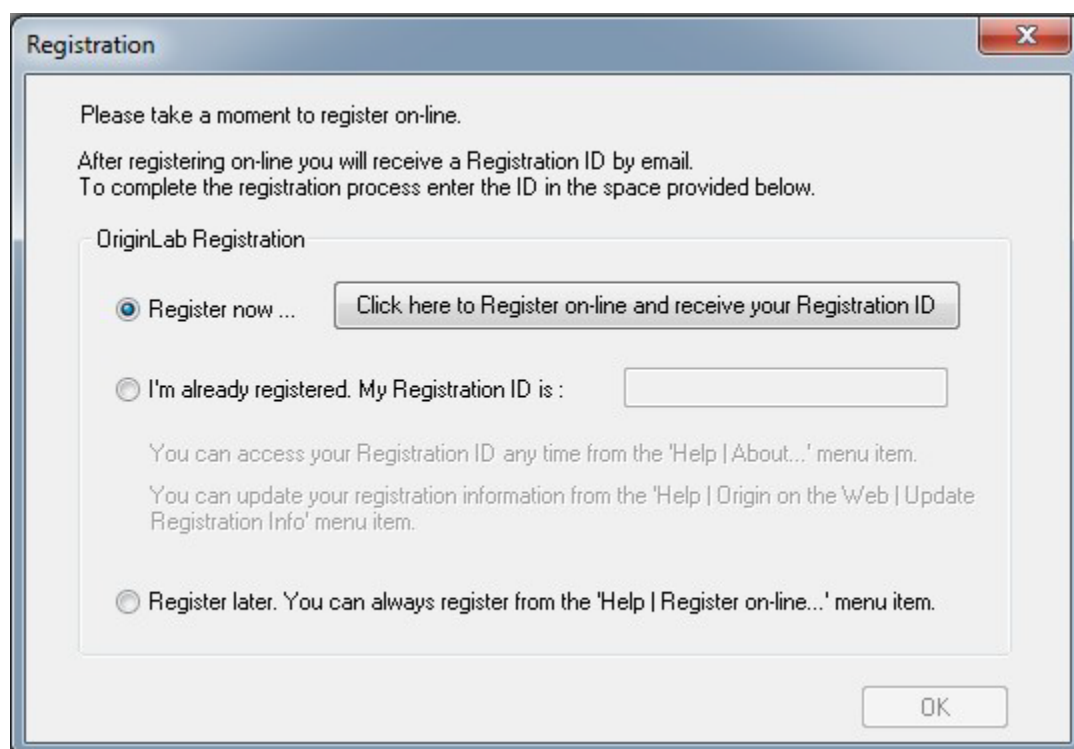 Registration
Please take a moment to register on-line.
After registering on-line you will receive a Registration ID by email.
To complete the registration process enter the ID in the space provided below.
OriginLab Registration
Register now ...
Click here to Register on-line and receive your Registration ID
I'm already registered. My Registration ID is :
You can access your Registration ID any time from the 'Help | About...' menu item.
You can update your registration information from the 'Help | Origin on the Web | Update
Registration Info' menu item.
Register later. You can always register from the 'Help | Register on-line...' menu item.
OK